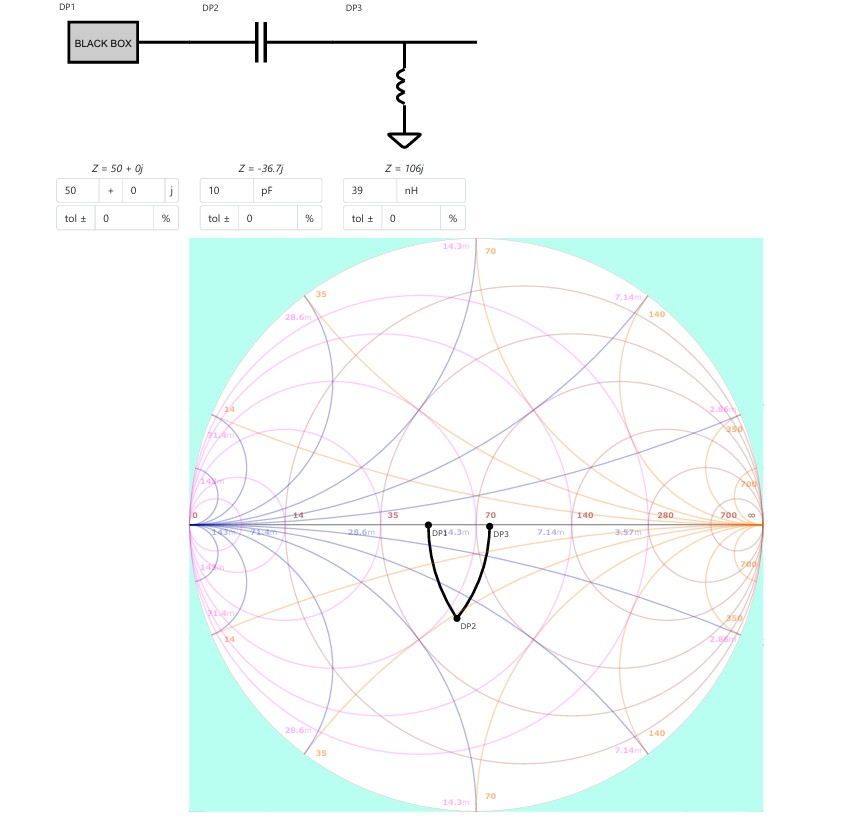 DP1 DP2 DP3
BLACK BOX
Z = 50 + 0j Z = -36.7j Z = 106j
50 + 0 j 10 pF 39 nH
tol ± 0 % tol ± 0 % tol ± 0 %
14.3m 70
35 7.14m
28.6m 140
14 2.86m
71.4m 350
143m 700
0 14 35 70 140 280 700 ∞
143m 71.4m 28.6m DP1 14.3m DP3 7.14m 3.57m
143m 700
71.4m 350
DP2
14 2.86m
28.6m 140
35 7.14m
14.3m 70